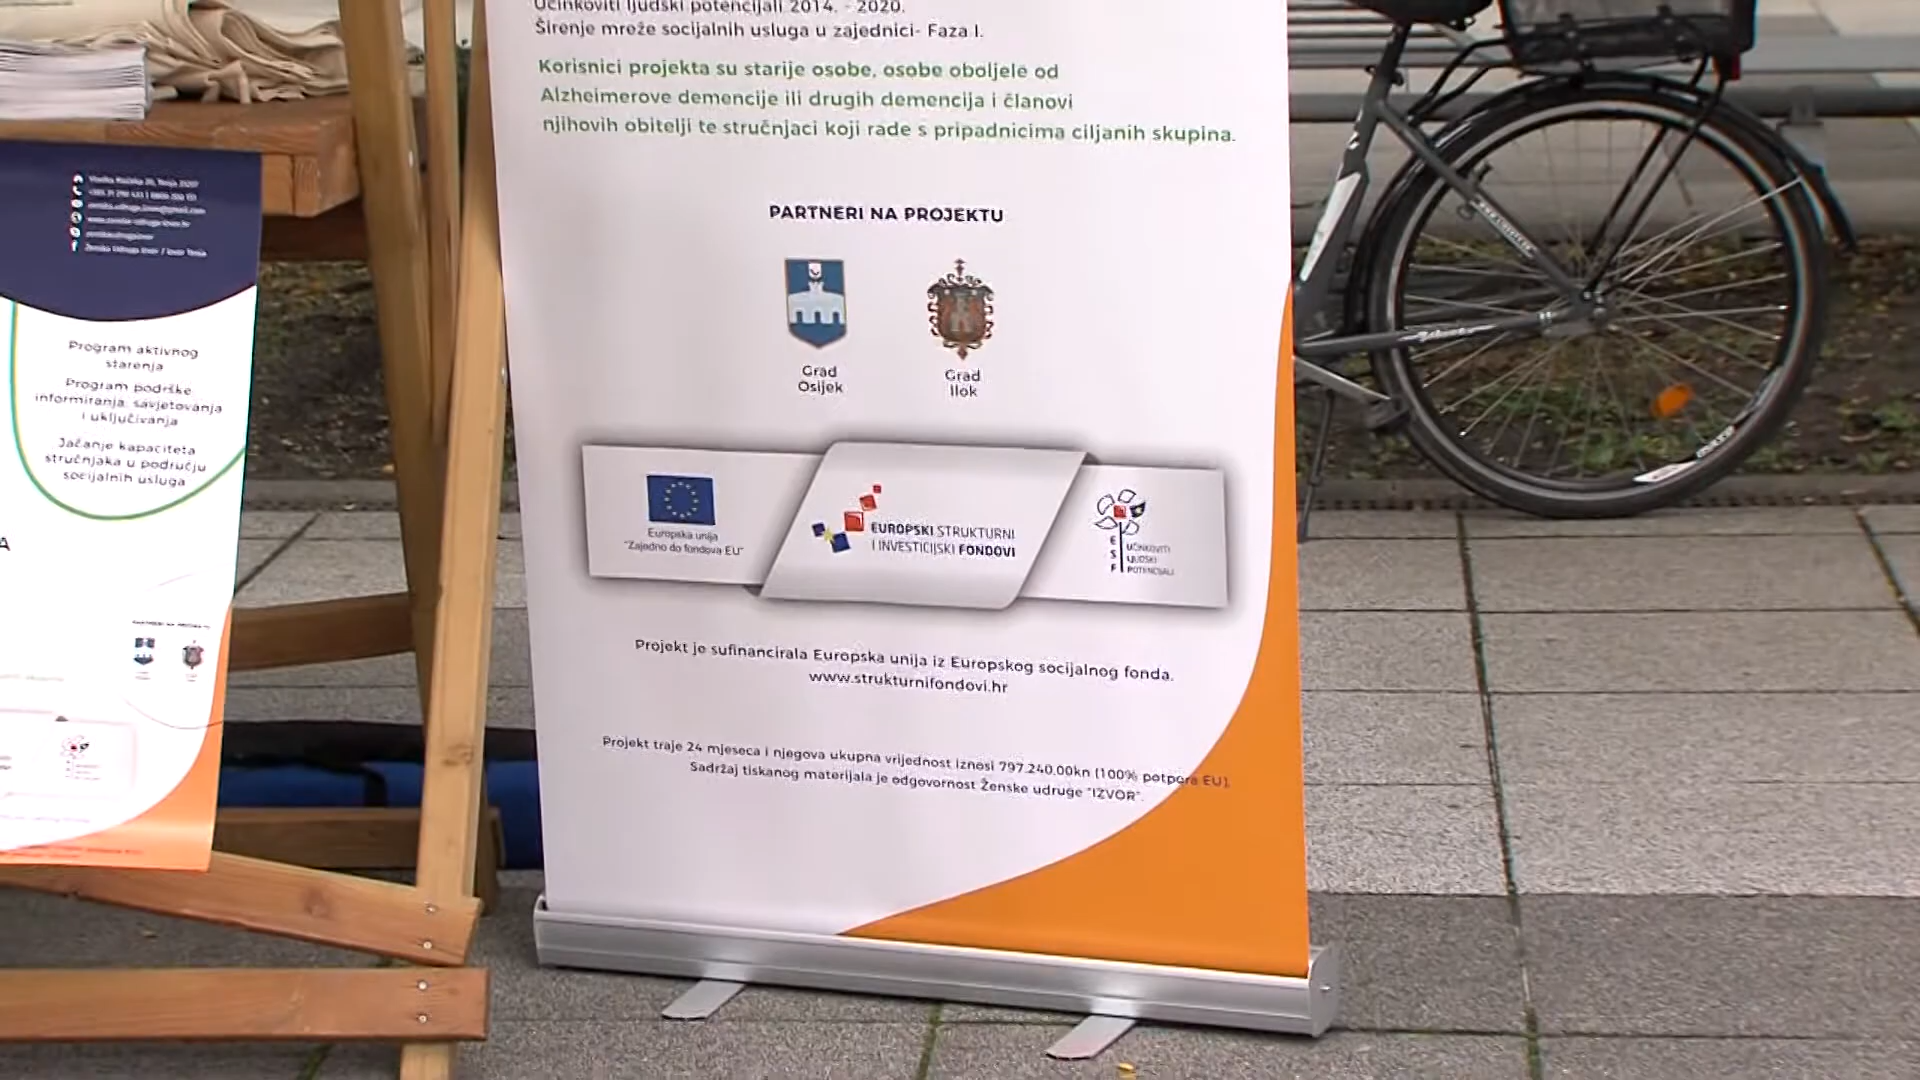 Učinkoviti ljudski potencijali 2014. - 2020.
Širenje mreže socijalnih usluga u zajednici- Faza I.
Korisnici projekta su starije osobe, osobe oboljele od
Alzheimerove demencije ili drugih demencija i članovi
njihovih obitelji te stručnjaci koji rade s pripadnicima ciljanih skupina.
PARTNERI NA PROJEKTU
Grad
Osijek
Grad
Ilok
Europska unija
"Zajedno do fondova EU"
EUROPSKI STRUKTURNI
I INVESTICIJSKI FONDOVI
E
S
F
UČINKOVITI
LJUDSKI
POTENCIJALI
Projekt je sufinancirala Europska unija iz Europskog socijalnog fonda.
www.strukturnifondovi.hr
Projekt traje 24 mjeseca i njegova ukupna vrijednost iznosi 797.240.00kn (100% potpora EU).
Sadržaj tiskanog materijala je odgovornost Ženske udruge "IZVOR".
Program aktivnog
starenja
Program podrške
informiranja, savjetovanja
i uključivanja
Jačanje kapaciteta
stručnjaka u području
socijalnih usluga
A